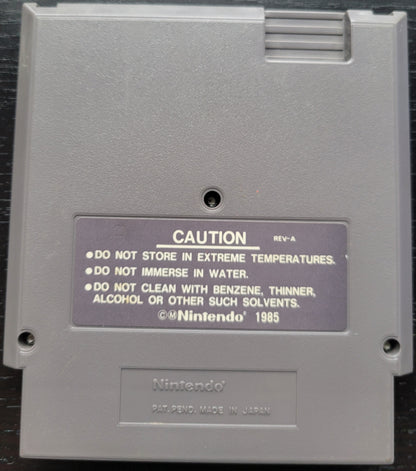 CAUTION REV-A
●DO NOT STORE IN EXTREME TEMPERATURES.
●DO NOT IMMERSE IN WATER.
●DO NOT CLEAN WITH BENZENE, THINNER,
ALCOHOL OR OTHER SUCH SOLVENTS.
©ⓂNintendo® 1985
Nintendo®
PAT. PEND. MADE IN JAPAN